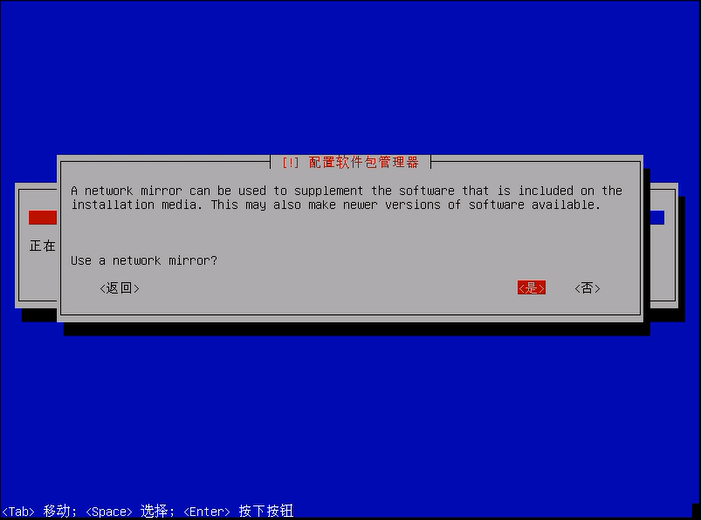 [!] 配置软件包管理器
A network mirror can be used to supplement the software that is included on the
installation media. This may also make newer versions of software available.
正在
Use a network mirror?
<返回> <是> <否>
<Tab> 移动; <Space> 选择; <Enter> 按下按钮